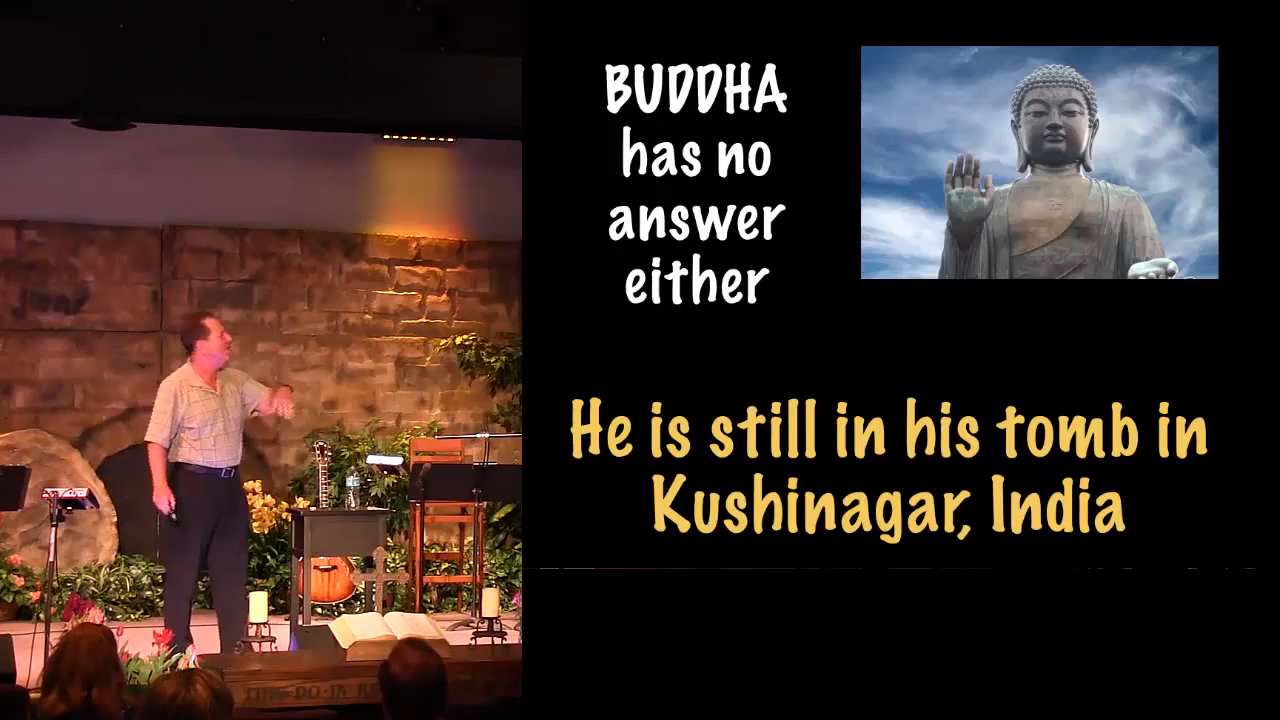 BUDDHA
has no
answer
either
He is still in his tomb in
Kushinagar, India